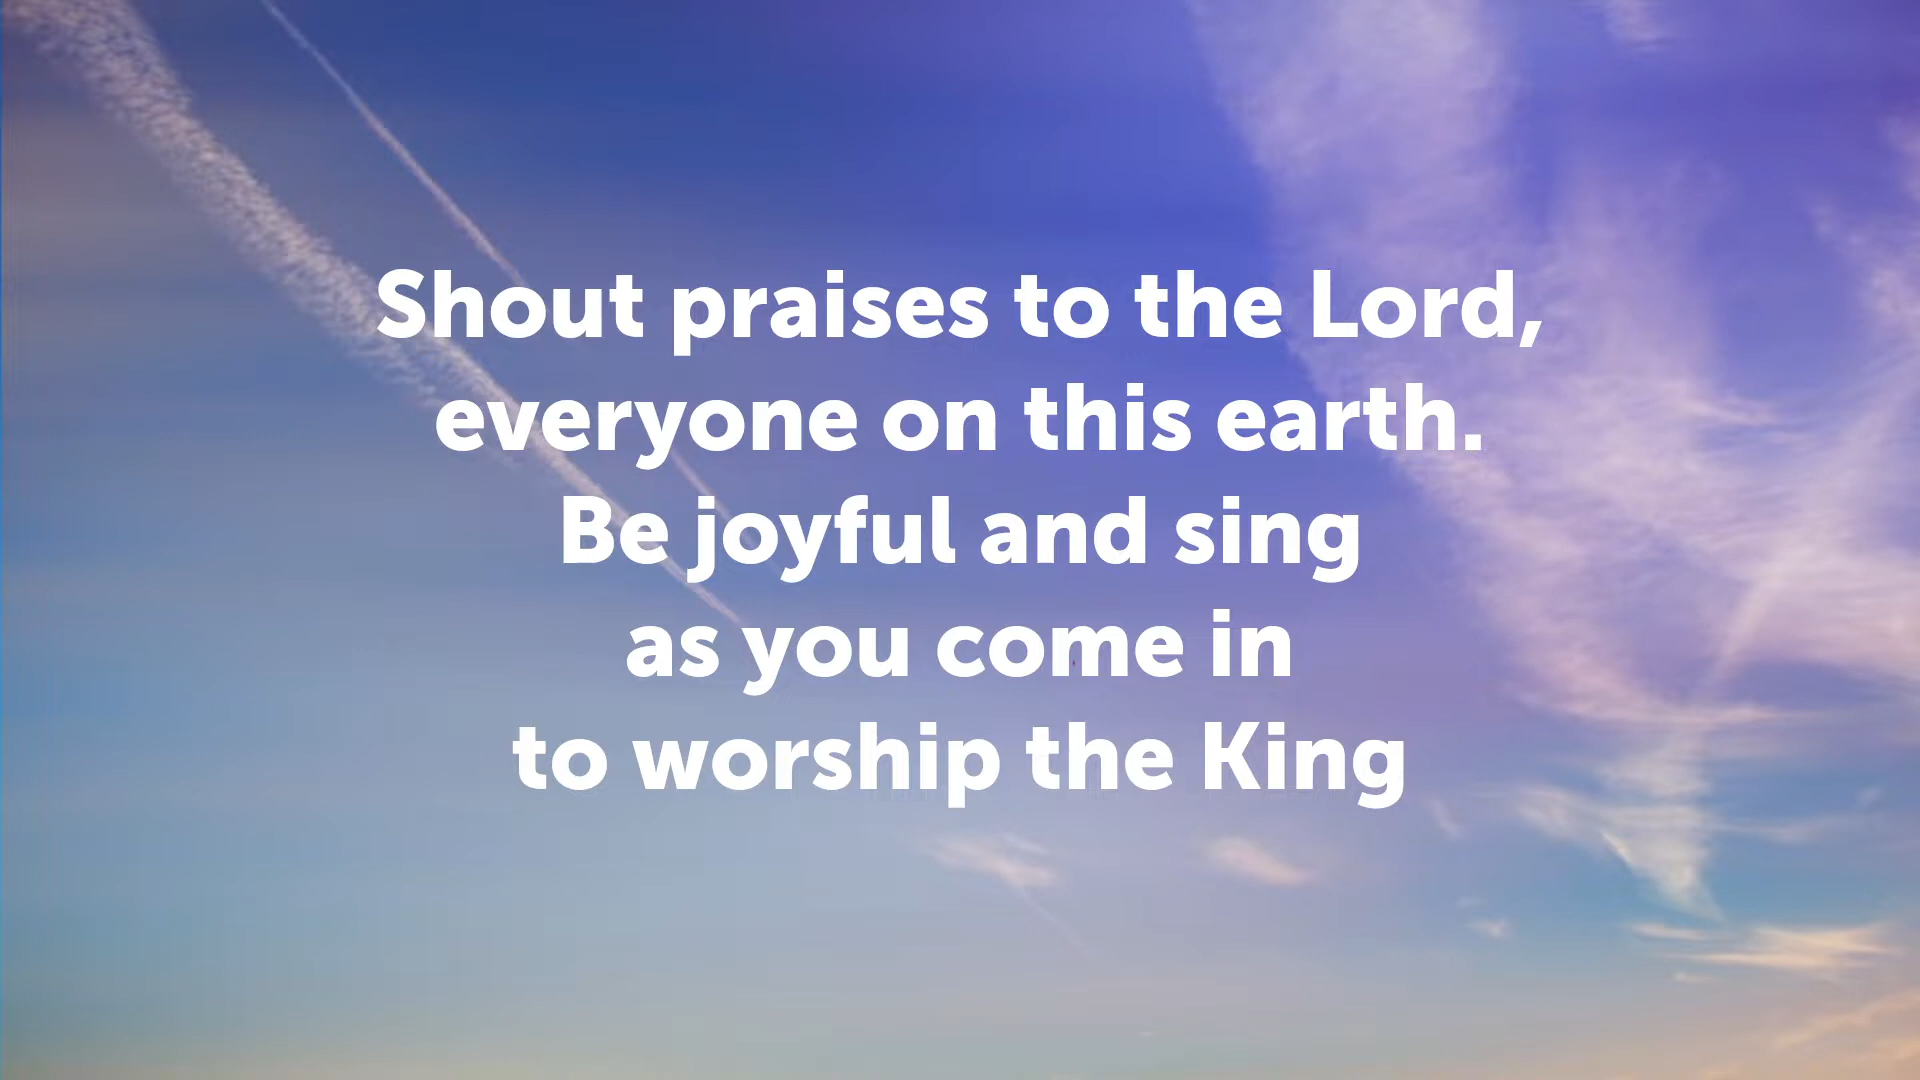 Shout praises to the Lord,
everyone on this earth.
Be joyful and sing
as you come in
to worship the King